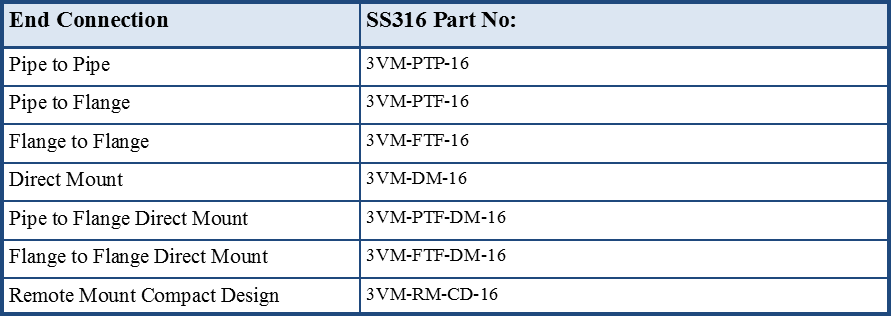 End Connection SS316 Part No:
Pipe to Pipe 3VM-PTP-16
Pipe to Flange 3VM-PTF-16
Flange to Flange 3VM-FTF-16
Direct Mount 3VM-DM-16
Pipe to Flange Direct Mount 3VM-PTF-DM-16
Flange to Flange Direct Mount 3VM-FTF-DM-16
Remote Mount Compact Design 3VM-RM-CD-16